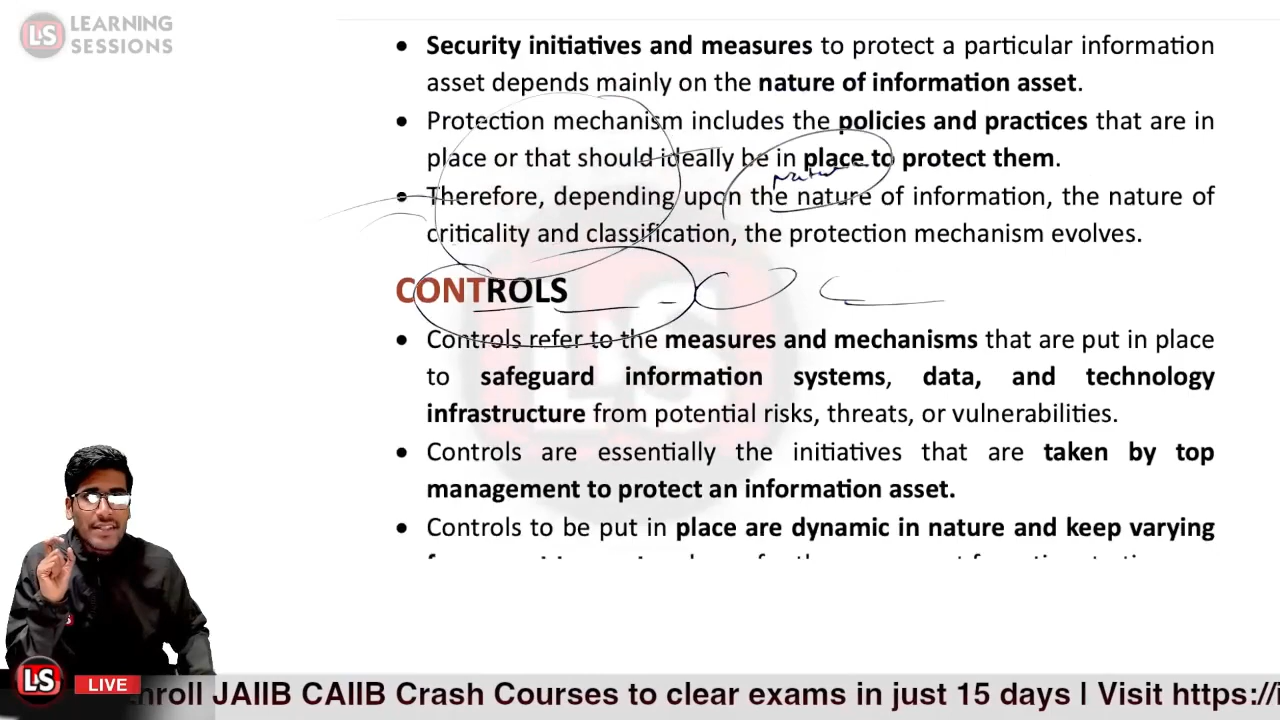 LS LEARNING
SESSIONS
• Security initiatives and measures to protect a particular information
asset depends mainly on the nature of information asset.
• Protection mechanism includes the policies and practices that are in
place or that should ideally be in place to protect them.
• Therefore, depending upon the nature of information, the nature of
criticality and classification, the protection mechanism evolves.
CONTROLS
• Controls refer to the measures and mechanisms that are put in place
to safeguard information systems, data, and technology
infrastructure from potential risks, threats, or vulnerabilities.
• Controls are essentially the initiatives that are taken by top
management to protect an information asset.
• Controls to be put in place are dynamic in nature and keep varying
LS
LS LIVE
nroll JAIIB CAIIB Crash Courses to clear exams in just 15 days | Visit https://i